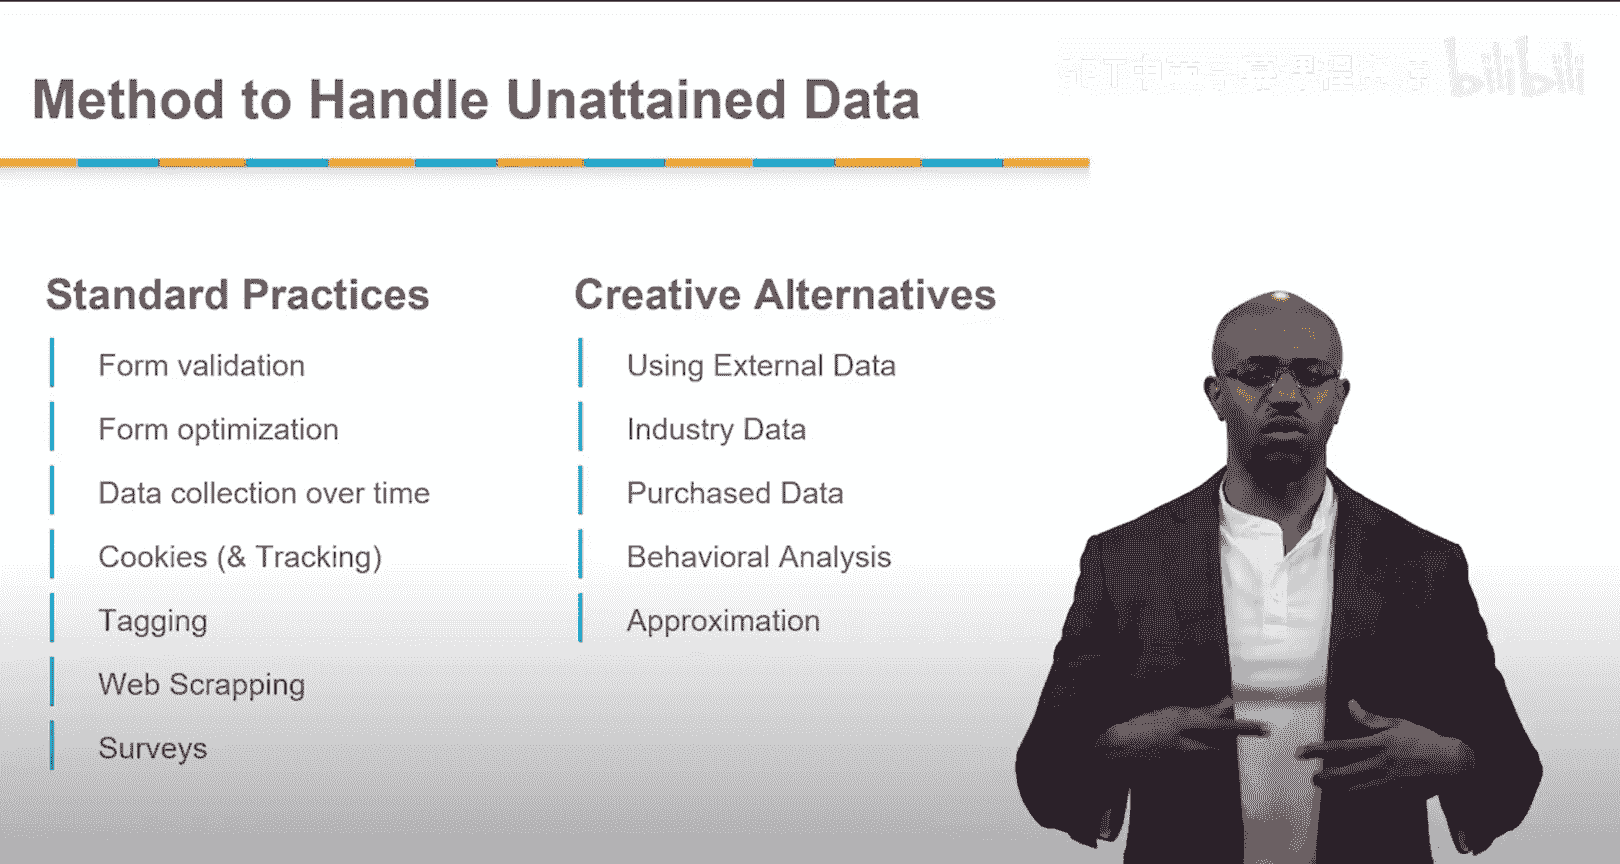 Method to Handle Unattained Data
bilibili
Standard Practices
Form validation
Form optimization
Data collection over time
Cookies (& Tracking)
Tagging
Web Scrapping
Surveys
Creative Alternatives
Using External Data
Industry Data
Purchased Data
Behavioral Analysis
Approximation